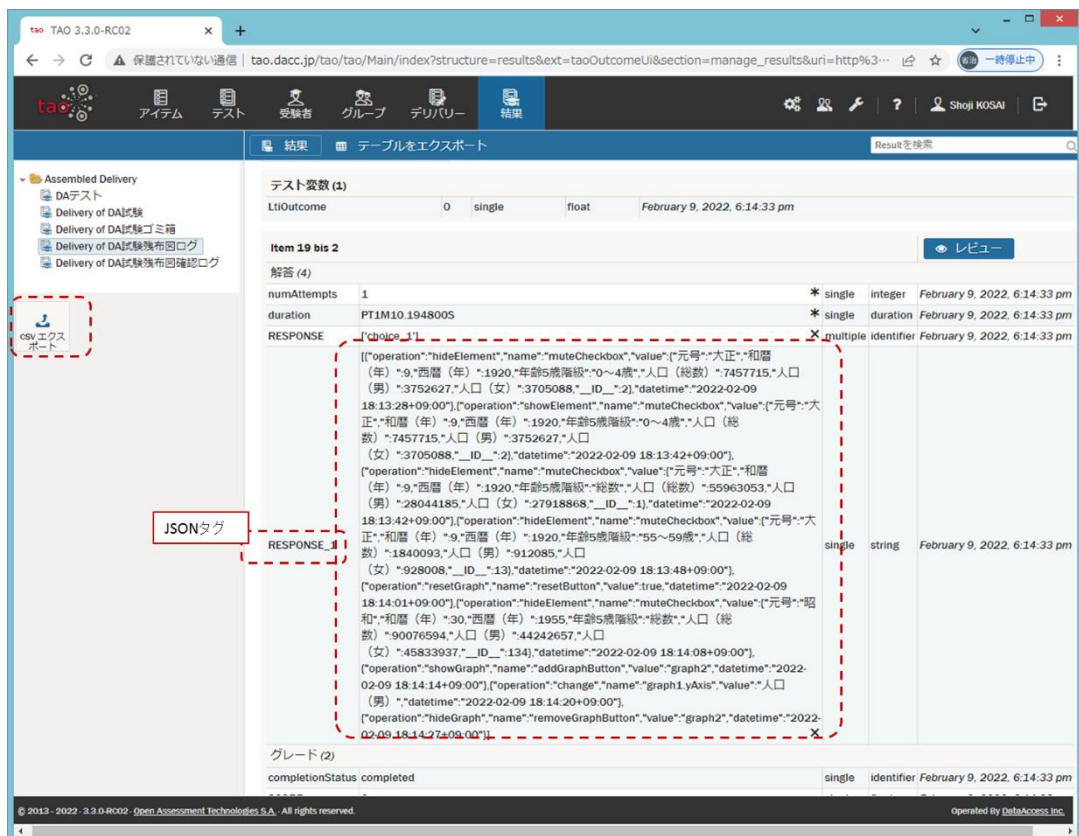 tao TAO 3.3.0-RC02
保護されていない通信 | tao.dacc.jp/tao/tao/Main/index?structure=results&ext=taoOutcomeUi&section=manage_results&uri=http%3…
一時停止中
tao アイテム テスト 受験者 グループ デリバリー 結果 ? Shoji KOSAI
結果 テーブルをエクスポート Resultを検索
Assembled Delivery
DAテスト
Delivery of DA試験
Delivery of DA試験ゴミ箱
Delivery of DA試験残布図ログ
Delivery of DA試験残布図確認ログ
csv エクス
ポート
テスト変数 (1)
LtiOutcome 0 single float February 9, 2022, 6:14:33 pm
Item 19 bis 2 レビュー
解答 (4)
numAttempts 1 * single integer February 9, 2022, 6:14:33 pm
duration PT1M10.194800S * single duration February 9, 2022, 6:14:33 pm
RESPONSE ['choice_1'] × multiple identifier February 9, 2022, 6:14:33 pm
[{"operation":"hideElement","name":"muteCheckbox","value":{"元号":"大正","和暦
（年）":9,"西暦（年）":1920,"年齢5歳階級":"0～4歳","人口（総数）":7457715,"人口
（男）":3752627,"人口（女）":3705088,"__ID__":2},"datetime":"2022-02-09
18:13:28+09:00"},{"operation":"showElement","name":"muteCheckbox","value":{"元号":"大
正","和暦（年）":9,"西暦（年）":1920,"年齢5歳階級":"0～4歳","人口（総
数）":7457715,"人口（男）":3752627,"人口
（女）":3705088,"__ID__":2},"datetime":"2022-02-09 18:13:42+09:00"},
{"operation":"hideElement","name":"muteCheckbox","value":{"元号":"大正","和暦
（年）":9,"西暦（年）":1920,"年齢5歳階級":"総数","人口（総数）":55963053,"人口
（男）":28044185,"人口（女）":27918868,"__ID__":1},"datetime":"2022-02-09
18:13:42+09:00"},{"operation":"hideElement","name":"muteCheckbox","value":{"元号":"大
JSONタグ
正","和暦（年）":9,"西暦（年）":1920,"年齢5歳階級":"55～59歳","人口（総
RESPONSE_1 数）":1840093,"人口（男）":912085,"人口 single string February 9, 2022, 6:14:33 pm
（女）":928008,"__ID__":13},"datetime":"2022-02-09 18:13:48+09:00"},
{"operation":"resetGraph","name":"resetButton","value":true,"datetime":"2022-02-09
18:14:01+09:00"},{"operation":"hideElement","name":"muteCheckbox","value":{"元号":"昭
和","和暦（年）":30,"西暦（年）":1955,"年齢5歳階級":"総数","人口（総
数）":90076594,"人口（男）":44242657,"人口
（女）":45833937,"__ID__":134},"datetime":"2022-02-09 18:14:08+09:00"},
{"operation":"showGraph","name":"addGraphButton","value":"graph2","datetime":"2022-
02-09 18:14:14+09:00"},{"operation":"change","name":"graph1.yAxis","value":"人口
（男）","datetime":"2022-02-09 18:14:20+09:00"},
{"operation":"hideGraph","name":"removeGraphButton","value":"graph2","datetime":"2022-
02-09 18:14:27+09:00"}] ×
グレード (2)
completionStatus completed single identifier February 9, 2022, 6:14:33 pm
© 2013 - 2022 · 3.3.0-RC02 · Open Assessment Technologies S.A. · All rights reserved. Operated By DataAccess Inc.